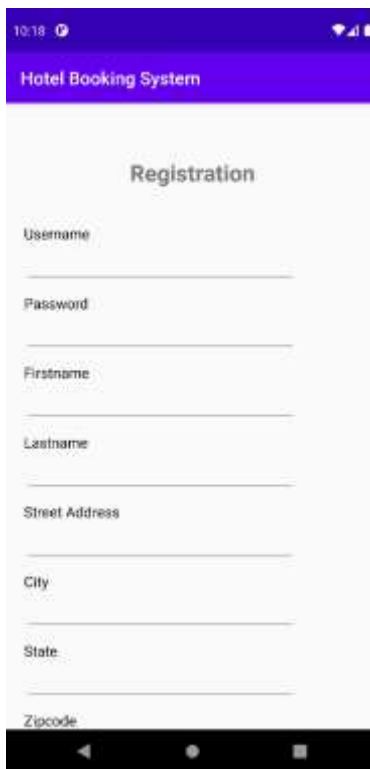 10:18
Hotel Booking System
Registration
Username
Password
Firstname
Lastname
Street Address
City
State
Zipcode